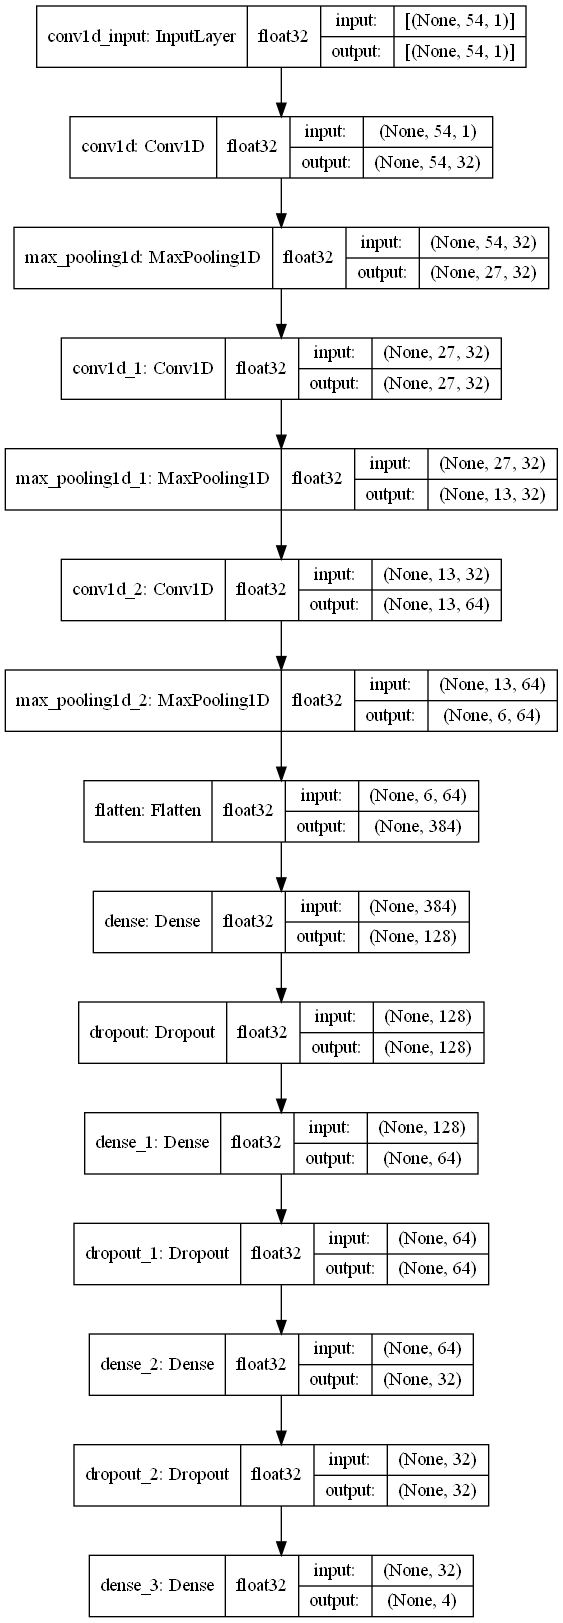 conv1d_input: InputLayer float32 input: [(None, 54, 1)]
output: [(None, 54, 1)]
conv1d: Conv1D float32 input: (None, 54, 1)
output: (None, 54, 32)
max_pooling1d: MaxPooling1D float32 input: (None, 54, 32)
output: (None, 27, 32)
conv1d_1: Conv1D float32 input: (None, 27, 32)
output: (None, 27, 32)
max_pooling1d_1: MaxPooling1D float32 input: (None, 27, 32)
output: (None, 13, 32)
conv1d_2: Conv1D float32 input: (None, 13, 32)
output: (None, 13, 64)
max_pooling1d_2: MaxPooling1D float32 input: (None, 13, 64)
output: (None, 6, 64)
flatten: Flatten float32 input: (None, 6, 64)
output: (None, 384)
dense: Dense float32 input: (None, 384)
output: (None, 128)
dropout: Dropout float32 input: (None, 128)
output: (None, 128)
dense_1: Dense float32 input: (None, 128)
output: (None, 64)
dropout_1: Dropout float32 input: (None, 64)
output: (None, 64)
dense_2: Dense float32 input: (None, 64)
output: (None, 32)
dropout_2: Dropout float32 input: (None, 32)
output: (None, 32)
dense_3: Dense float32 input: (None, 32)
output: (None, 4)